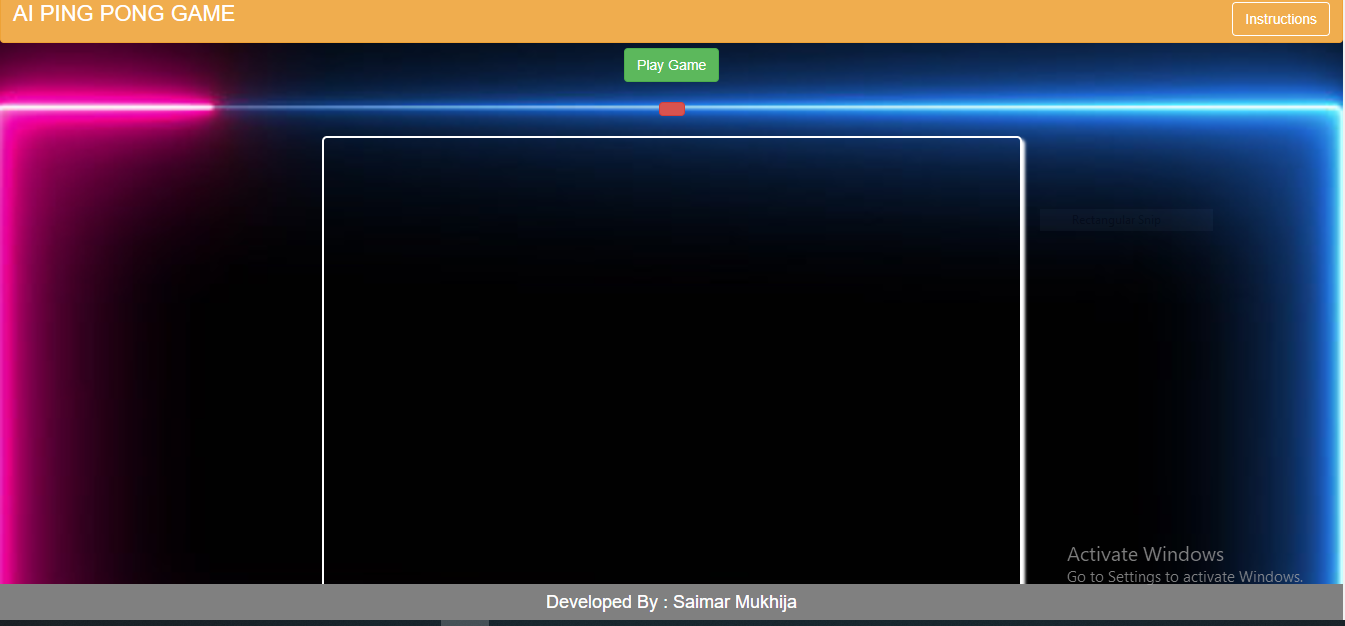 AI PING PONG GAME
Instructions
Play Game
Rectangular Snip
Activate Windows
Go to Settings to activate Windows.
Developed By : Saimar Mukhija